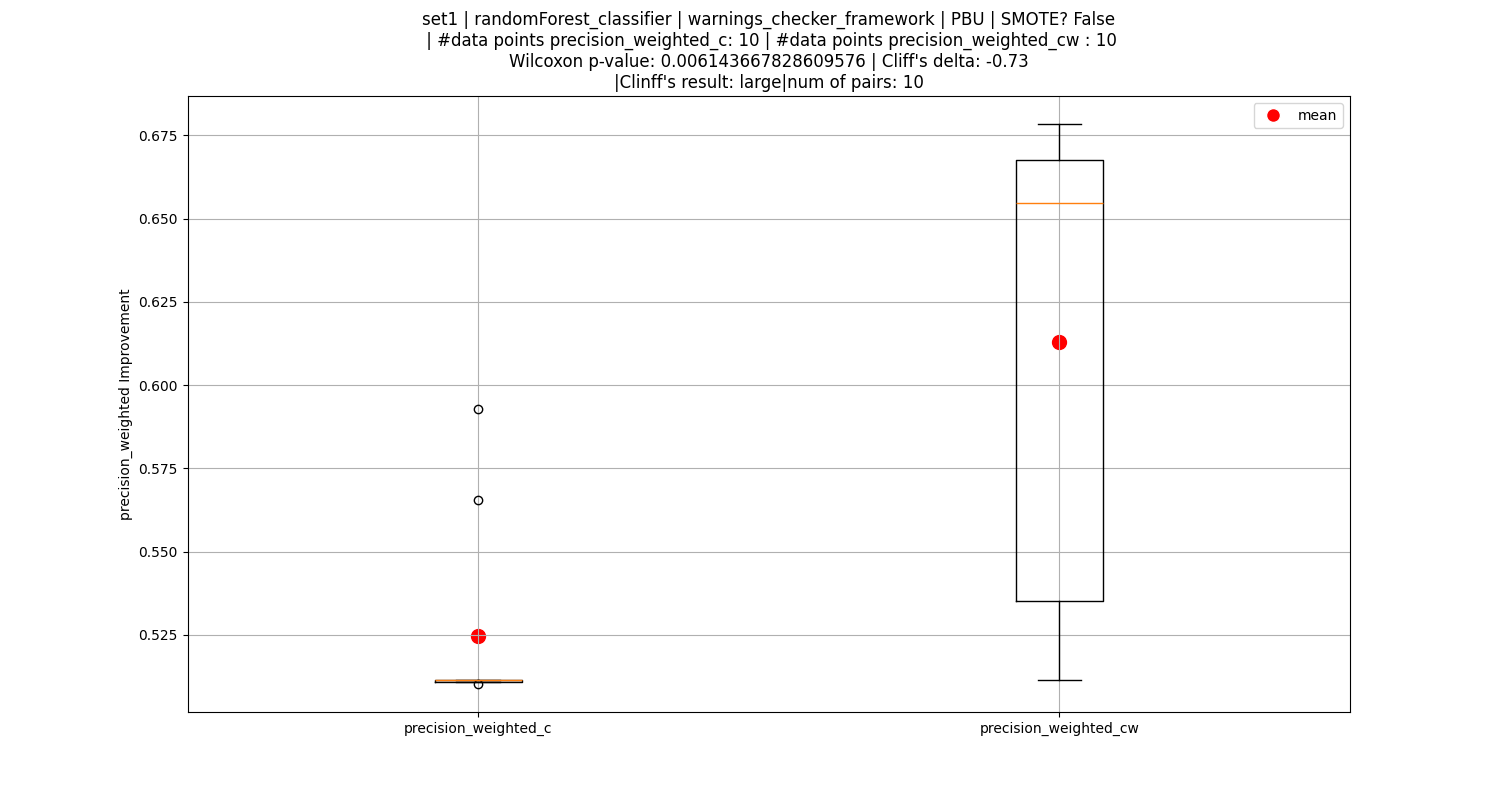 set1 | randomForest_classifier | warnings_checker_framework | PBU | SMOTE? False
| #data points precision_weighted_c: 10 | #data points precision_weighted_cw : 10
Wilcoxon p-value: 0.006143667828609576 | Cliff's delta: -0.73
|Clinff's result: large|num of pairs: 10
mean
0.675
0.650
0.625
0.600
0.575
0.550
0.525
precision_weighted Improvement
precision_weighted_c
precision_weighted_cw